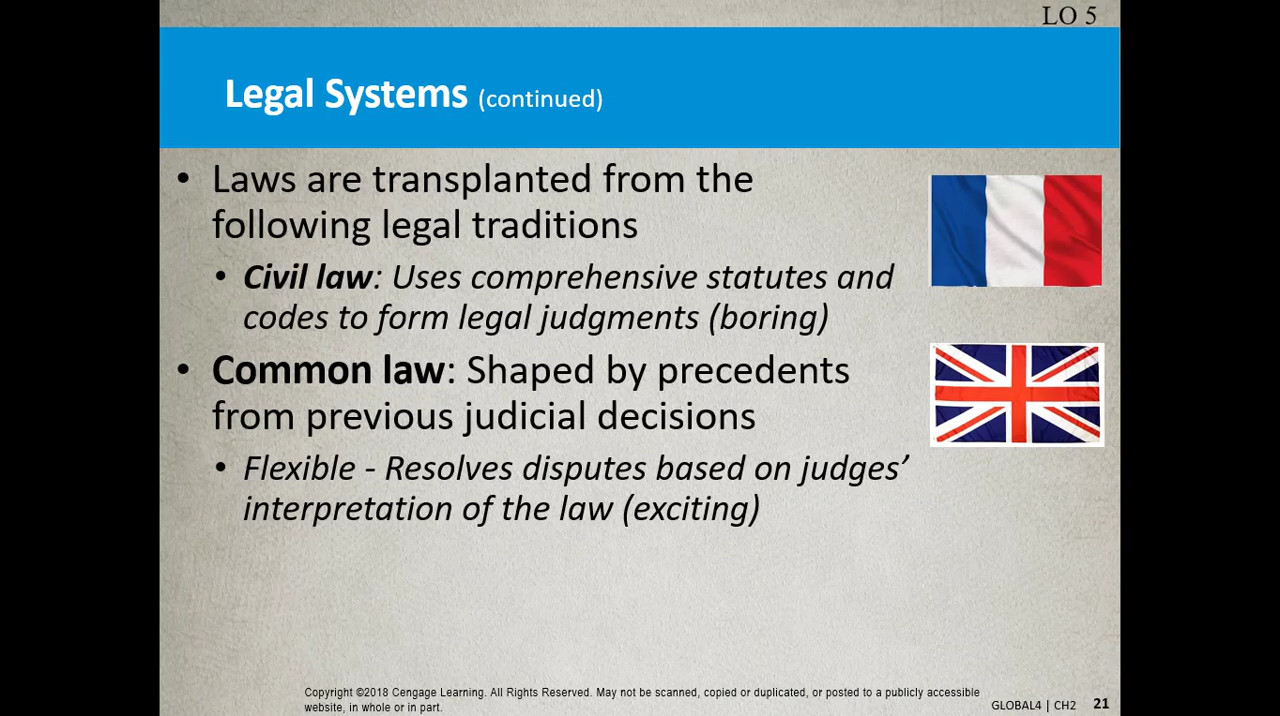 LO 5
Legal Systems (continued)
• Laws are transplanted from the
following legal traditions
• Civil law: Uses comprehensive statutes and
codes to form legal judgments (boring)
• Common law: Shaped by precedents
from previous judicial decisions
• Flexible - Resolves disputes based on judges’
interpretation of the law (exciting)
Copyright ©2018 Cengage Learning. All Rights Reserved. May not be scanned, copied or duplicated, or posted to a publicly accessible
website, in whole or in part.
GLOBAL4 | CH2 21